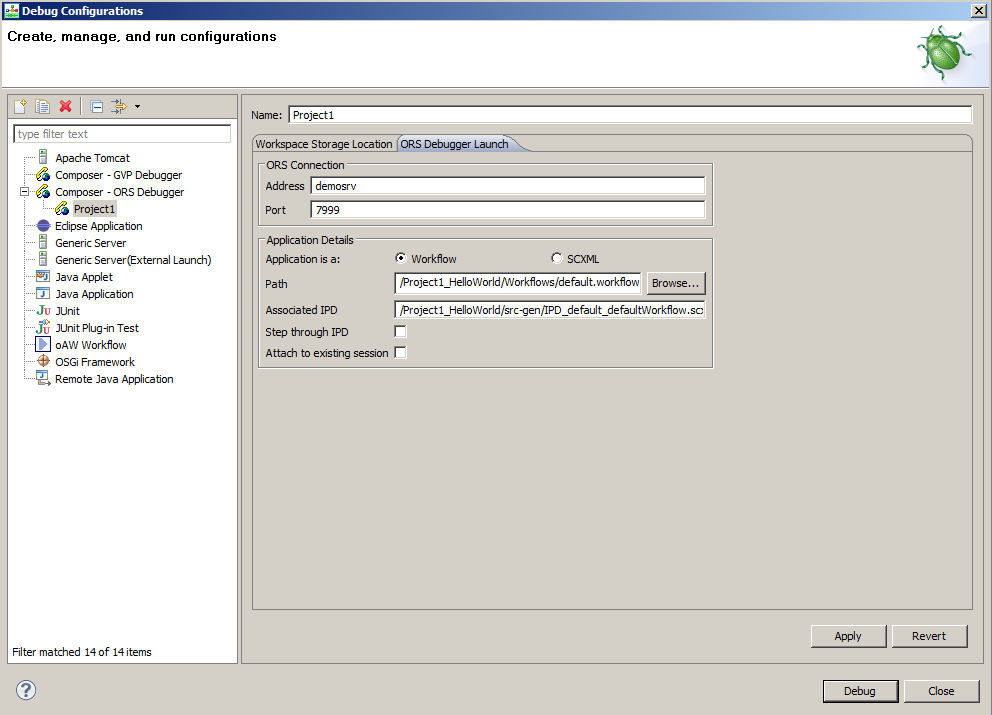 Debug Configurations
Create, manage, and run configurations
type filter text
Apache Tomcat
Composer - GVP Debugger
Composer - ORS Debugger
Project1
Eclipse Application
Generic Server
Generic Server(External Launch)
Java Applet
Java Application
JUnit
JUnit Plug-in Test
oAW Workflow
OSGi Framework
Remote Java Application
Filter matched 14 of 14 items
Name: Project1
Workspace Storage Location ORS Debugger Launch
ORS Connection
Address demosrv
Port 7999
Application Details
Application is a: Workflow SCXML
Path /Project1_HelloWorld/Workflows/default.workflow Browse...
Associated IPD /Project1_HelloWorld/src-gen/IPD_default_defaultWorkflow.scx
Step through IPD
Attach to existing session
Apply Revert
? Debug Close